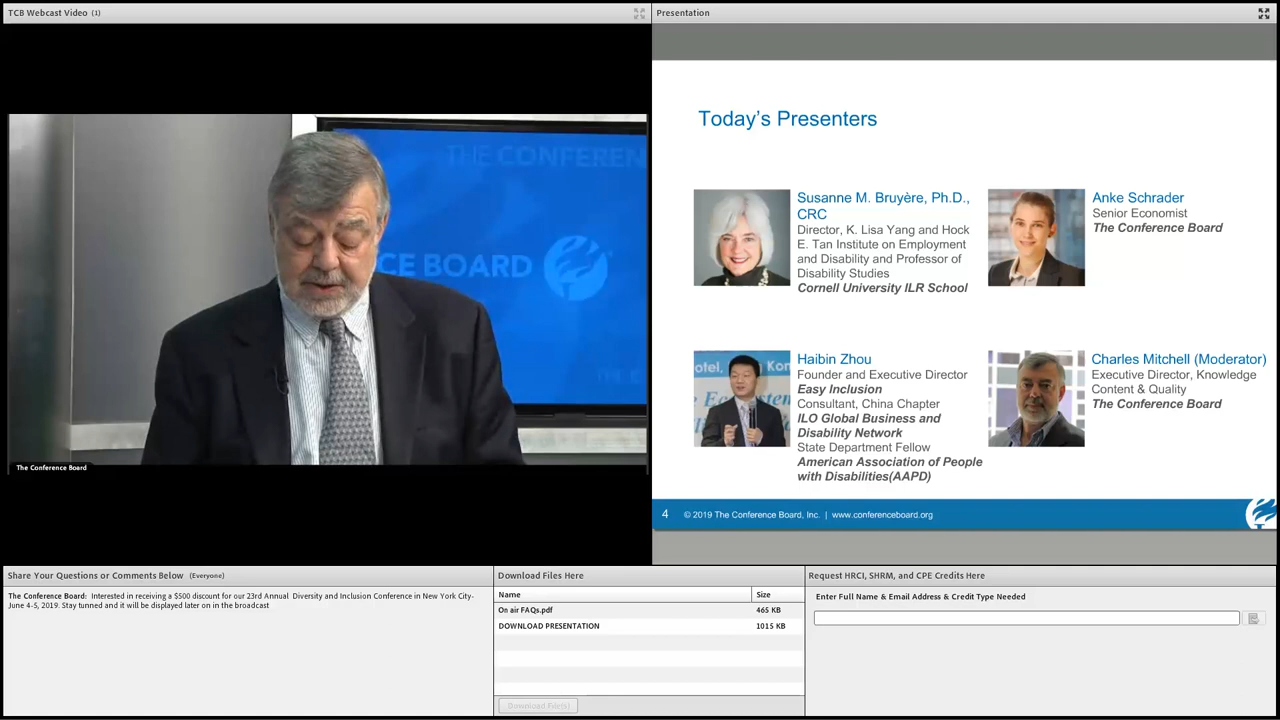 TCB Webcast Video (1)
THE CONFEREN
CE BOARD
The Conference Board
Presentation
Today's Presenters
Susanne M. Bruyère, Ph.D.,
CRC
Director, K. Lisa Yang and Hock
E. Tan Institute on Employment
and Disability and Professor of
Disability Studies
Cornell University ILR School
Anke Schrader
Senior Economist
The Conference Board
Haibin Zhou
Founder and Executive Director
Easy Inclusion
Consultant, China Chapter
ILO Global Business and
Disability Network
State Department Fellow
American Association of People
with Disabilities(AAPD)
Charles Mitchell (Moderator)
Executive Director, Knowledge
Content & Quality
The Conference Board
4 © 2019 The Conference Board, Inc. | www.conferenceboard.org
Share Your Questions or Comments Below (Everyone)
The Conference Board: Interested in receiving a $500 discount for our 23rd Annual Diversity and Inclusion Conference in New York City-
June 4-5, 2019. Stay tunned and it will be displayed later on in the broadcast
Download Files Here
Name Size
On air FAQs.pdf 465 KB
DOWNLOAD PRESENTATION 1015 KB
Download File(s)
Request HRCI, SHRM, and CPE Credits Here
Enter Full Name & Email Address & Credit Type Needed